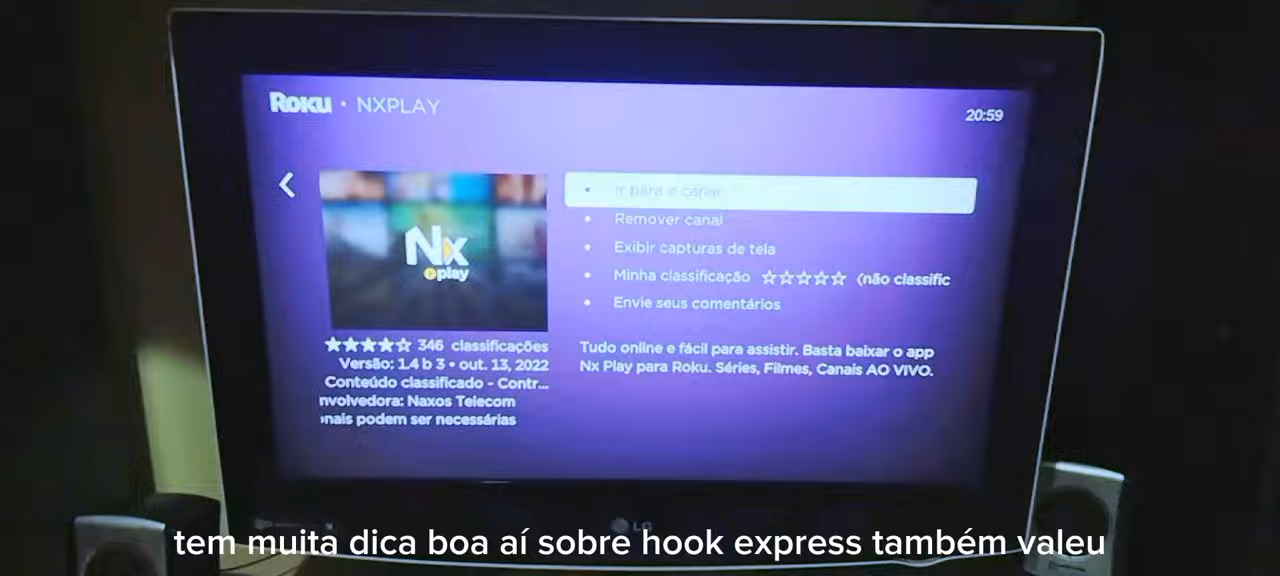 Roku • NXPLAY
20:59
Nx
play
• Ir para o canal
• Remover canal
• Exibir capturas de tela
• Minha classificação ☆☆☆☆☆ (não classific
• Envie seus comentários
★★★★☆ 346 classificações
Versão: 1.4 b 3 • out. 13, 2022
Conteúdo classificado - Contr...
nvolvedora: Naxos Telecom
nais podem ser necessárias
Tudo online e fácil para assistir. Basta baixar o app
Nx Play para Roku. Séries, Filmes, Canais AO VIVO.
LG
tem muita dica boa aí sobre hook express também valeu